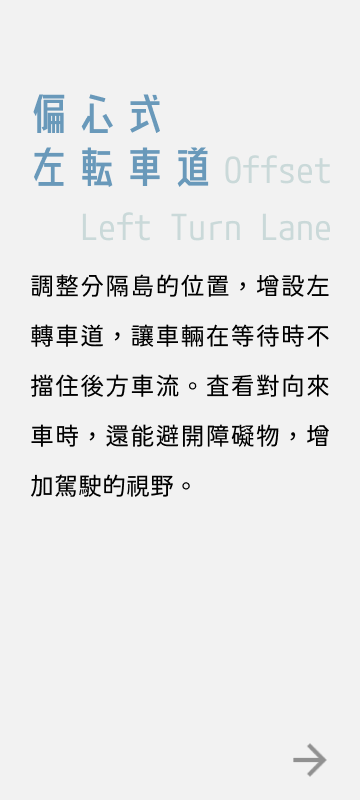 偏心式
左転車道 Offset
Left Turn Lane
調整分隔島的位置，增設左
轉車道，讓車輛在等待時不
擋住後方車流。查看對向來
車時，還能避開障礙物，增
加駕駛的視野。